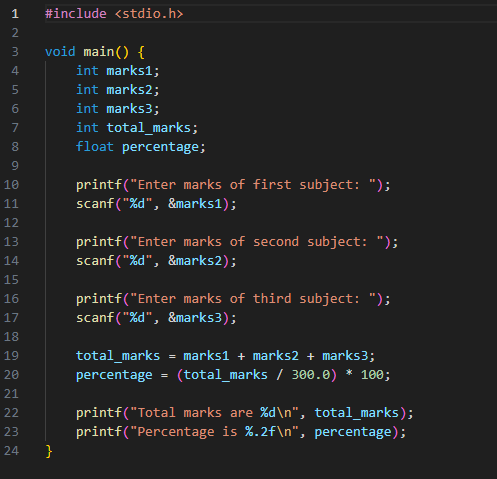 1 #include <stdio.h>
2
3 void main() {
4     int marks1;
5     int marks2;
6     int marks3;
7     int total_marks;
8     float percentage;
9
10     printf("Enter marks of first subject: ");
11     scanf("%d", &marks1);
12
13     printf("Enter marks of second subject: ");
14     scanf("%d", &marks2);
15
16     printf("Enter marks of third subject: ");
17     scanf("%d", &marks3);
18
19     total_marks = marks1 + marks2 + marks3;
20     percentage = (total_marks / 300.0) * 100;
21
22     printf("Total marks are %d\n", total_marks);
23     printf("Percentage is %.2f\n", percentage);
24 }